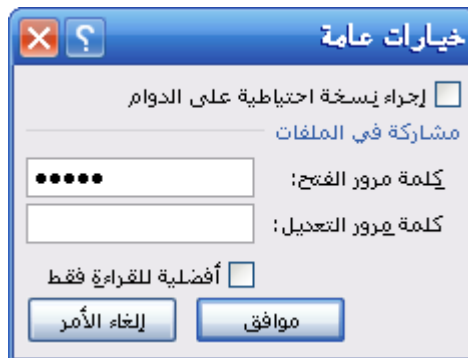 خيارات عامة
إجراء نسخة احتياطية على الدوام
مشاركة في الملفات
كلمة مرور الفتح: •••••
كلمة مرور التعديل:
أفضلية للقراءة فقط
موافق إلغاء الأمر